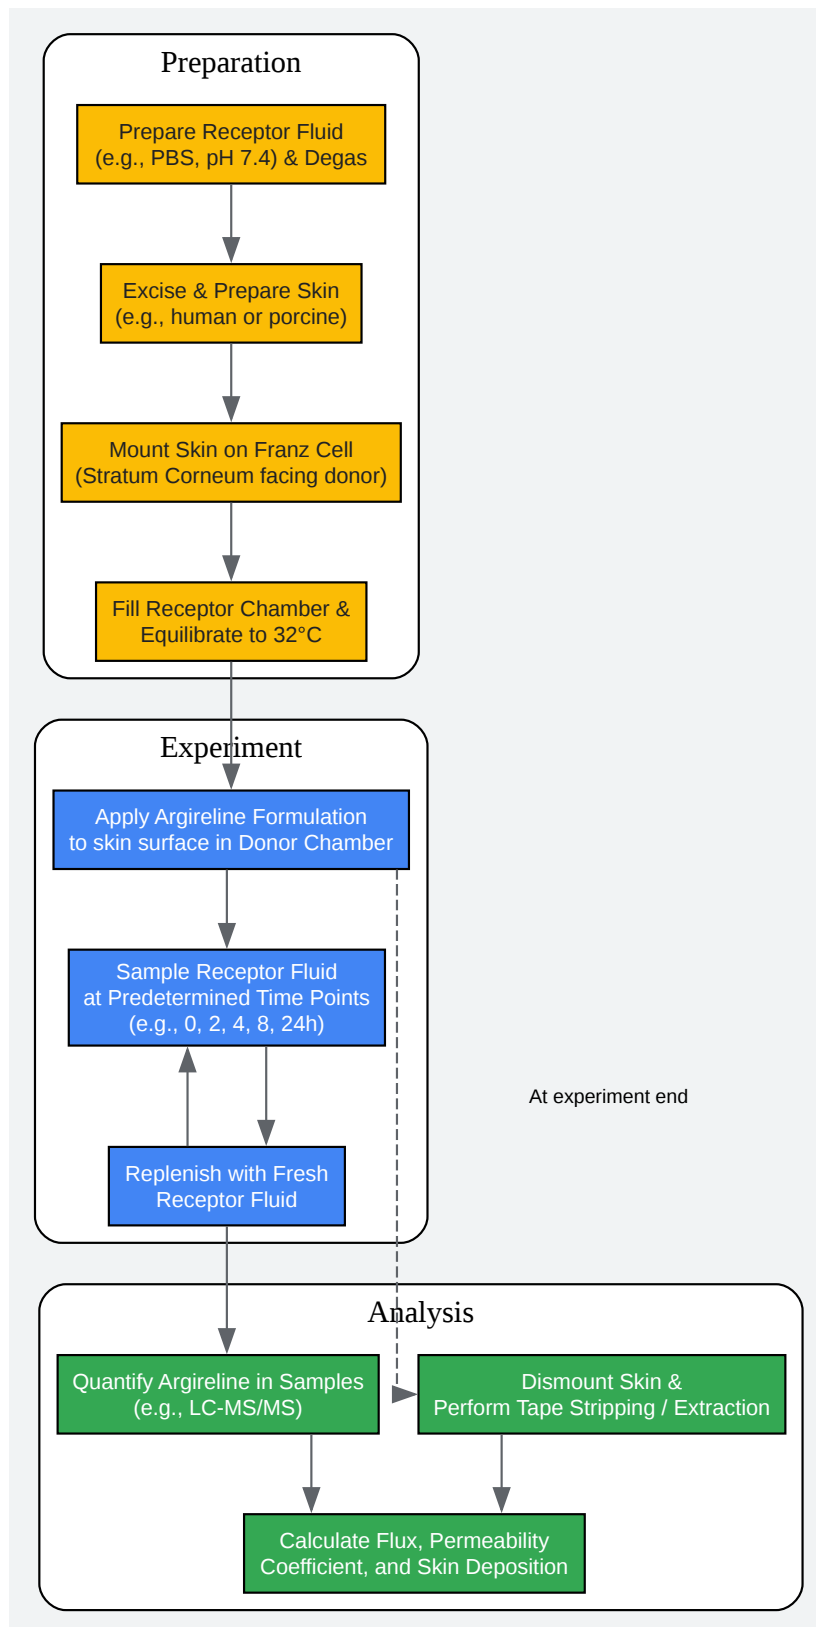 Preparation
Prepare Receptor Fluid
(e.g., PBS, pH 7.4) & Degas
Excise & Prepare Skin
(e.g., human or porcine)
Mount Skin on Franz Cell
(Stratum Corneum facing donor)
Fill Receptor Chamber &
Equilibrate to 32°C
Experiment
Apply Argireline Formulation
to skin surface in Donor Chamber
Sample Receptor Fluid
at Predetermined Time Points
(e.g., 0, 2, 4, 8, 24h)
At experiment end
Replenish with Fresh
Receptor Fluid
Analysis
Quantify Argireline in Samples
(e.g., LC-MS/MS)
Dismount Skin &
Perform Tape Stripping / Extraction
Calculate Flux, Permeability
Coefficient, and Skin Deposition